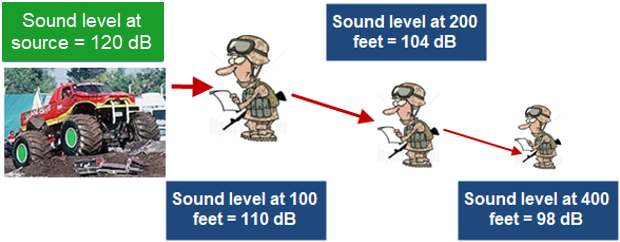 Sound level at
source = 120 dB
Sound level at 200
feet = 104 dB
Sound level at 100
feet = 110 dB
Sound level at 400
feet = 98 dB